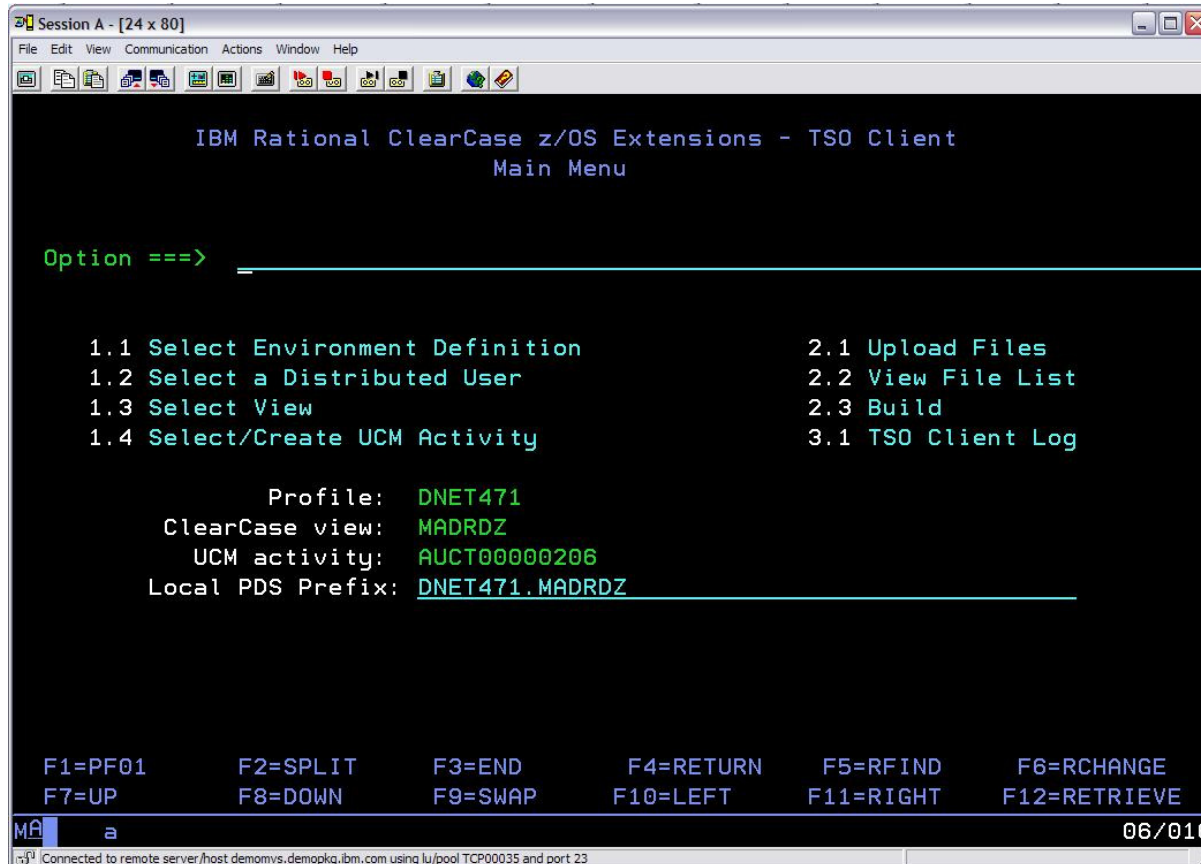 Session A - [24 x 80]
File Edit View Communication Actions Window Help
IBM Rational ClearCase z/OS Extensions - TSO Client
Main Menu
Option ===>
1.1 Select Environment Definition 2.1 Upload Files
1.2 Select a Distributed User 2.2 View File List
1.3 Select View 2.3 Build
1.4 Select/Create UCM Activity 3.1 TSO Client Log
Profile: DNET471
ClearCase view: MADRDZ
UCM activity: AUCT00000206
Local PDS Prefix: DNET471.MADRDZ
F1=PF01 F2=SPLIT F3=END F4=RETURN F5=RFIND F6=RCHANGE
F7=UP F8=DOWN F9=SWAP F10=LEFT F11=RIGHT F12=RETRIEVE
MA a
Connected to remote server/host demomvs.demopkg.ibm.com using lu/pool TCP00035 and port 23